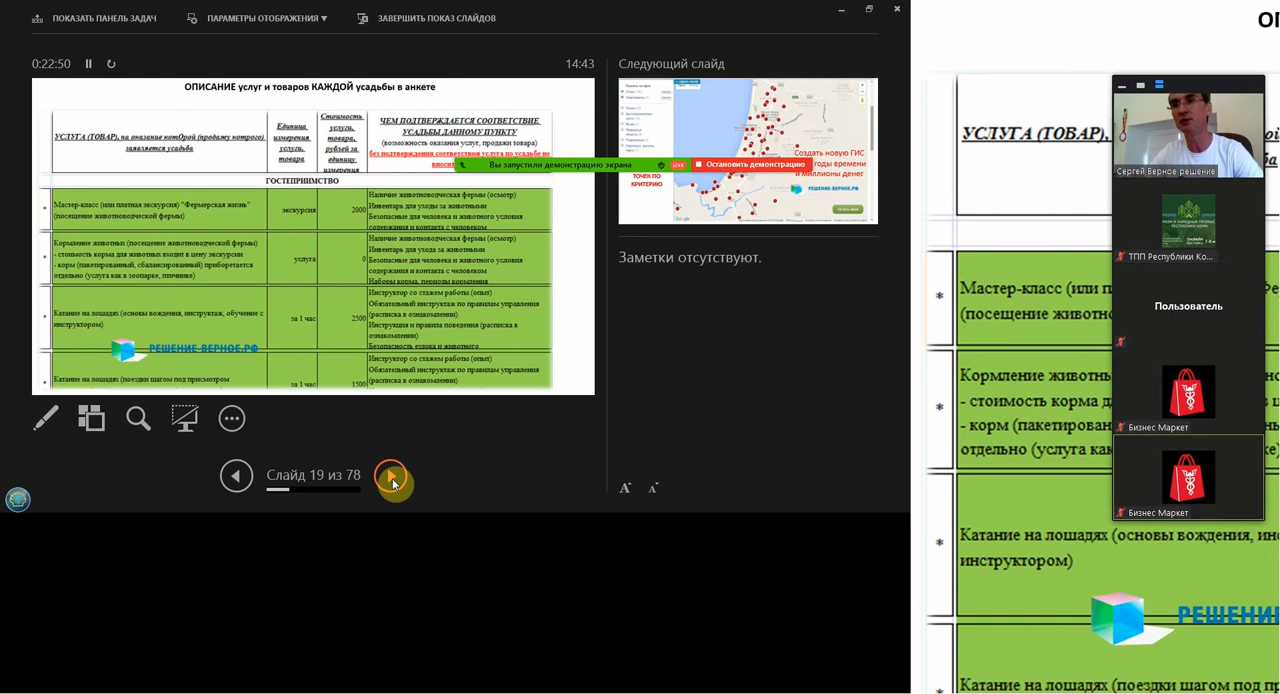 ПОКАЗАТЬ ПАНЕЛЬ ЗАДАЧ
ПАРАМЕТРЫ ОТОБРАЖЕНИЯ ▼
ЗАВЕРШИТЬ ПОКАЗ СЛАЙДОВ
0:22:50
14:43
ОПИСАНИЕ услуг и товаров КАЖДОЙ усадьбы в анкете
УСЛУГА (ТОВАР), на оказание котОрой (продажу котрого)
заявляется усадьба
Единица
измерения
услуги,
товара
Стоимость
услуги,
товара,
рублей за
единицу
измерения
ЧЕМ ПОДТВЕРЖДАЕТСЯ СООТВЕТСТВИЕ
УСАДЬБЫ ДАННОМУ ПУНКТУ
(возможность оказания услуг, продажи товара)
без подтверждения соответствия услуга по усадьбе не
ГОСТЕПРИИМСТВО
* Мастер-класс (или платная экскурсия) "Фермерская жизнь"
(посещение животноводческой фермы)
экскурсия
2000
Наличие животноводческой фермы (осмотр)
Инвентарь для ухода за животными
Безопасные для человека и животного условия
содержания и контакта с человеком
* Кормление животных (посещение животноводческой фермы)
- стоимость корма для животных входит в цену экскурсии
- корм (пакетированный, сбалансированный) приборетается
отдельно (услуга как в зоопарке, птичнике)
услуга
0
Наличие животноводческой фермы (осмотр)
Инвентарь для ухода за животными
Безопасные для человека и животного условия
содержания и контакта с человеком
Наборы корма, периоды кормления
* Катание на лошадях (основы вождения, инструктаж, обучение с
инструктором)
за 1 час
2500
Инструктор со стажем работы (опыт)
Обязательный инструктаж по правилам управления
(расписка в ознакомлении)
Инструкция и правила поведения (расписка в
ознакомлении)
Безопасность ездока и животного
РЕШЕНИЕ-ВЕРНОЕ.РФ
* Катание на лошадях (поездки шагом под присмотром
за 1 час
1500
Инструктор со стажем работы (опыт)
Обязательный инструктаж по правилам управления
(расписка в ознакомлении)
Вы запустили демонстрацию экрана
LIVE
Остановить демонстрацию
Слайд 19 из 78
Следующий слайд
Создать новую ГИС
годы времени
и миллионы денег
ТОЧЕК ПО
КРИТЕРИЮ
РЕШЕНИЕ-ВЕРНОЕ.РФ
Заметки отсутствуют.
A A
УСЛУГА (ТОВАР),
* Мастер-класс (или п
(посещение животно
* Кормление животнь
- стоимость корма д
- корм (пакетирован
отдельно (услуга как
* Катание на лошадях (основы вождения, ин
инструктором)
РЕШЕНИЕ
* Катание на лошадях (поездки шагом под п
Сергей Верное решение
ТПП Республики Ко...
Пользователь
Бизнес Маркет
Бизнес Маркет